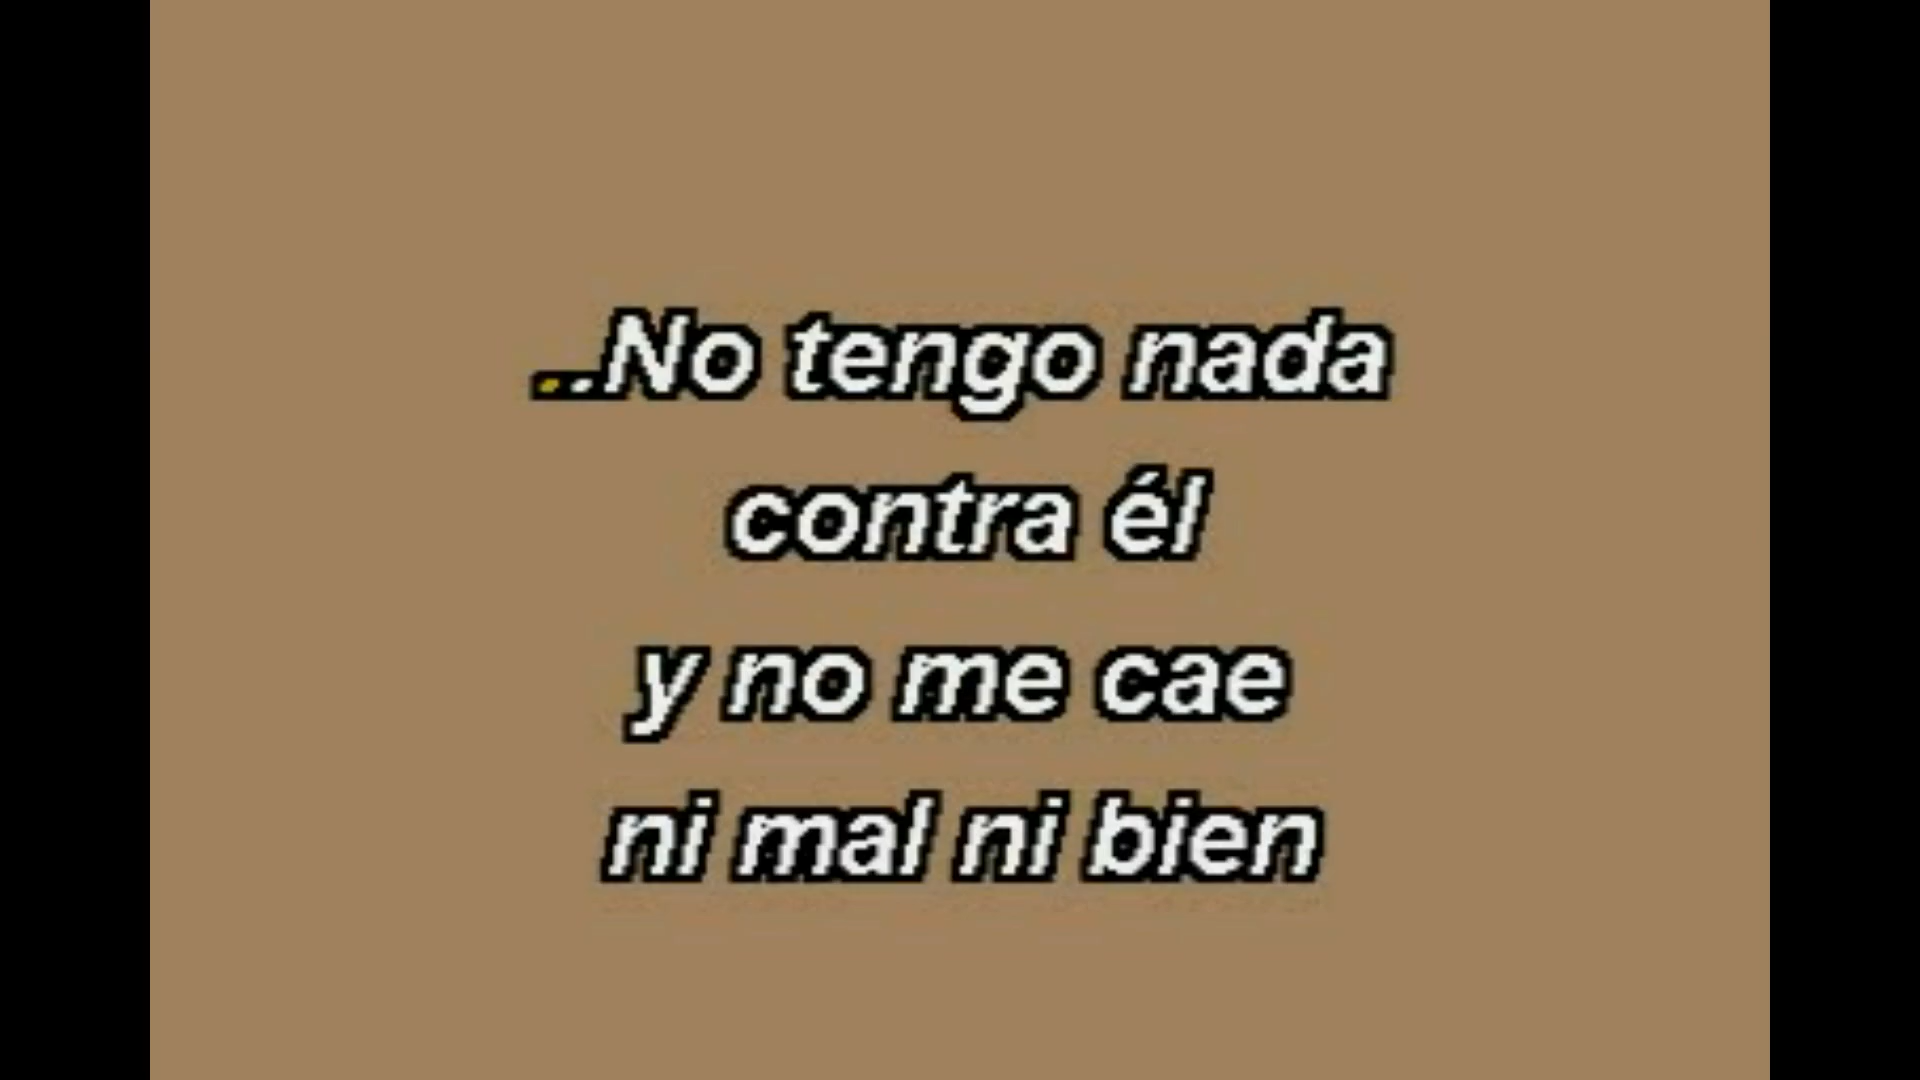 ..No tengo nada
contra él
y no me cae
ni mal ni bien